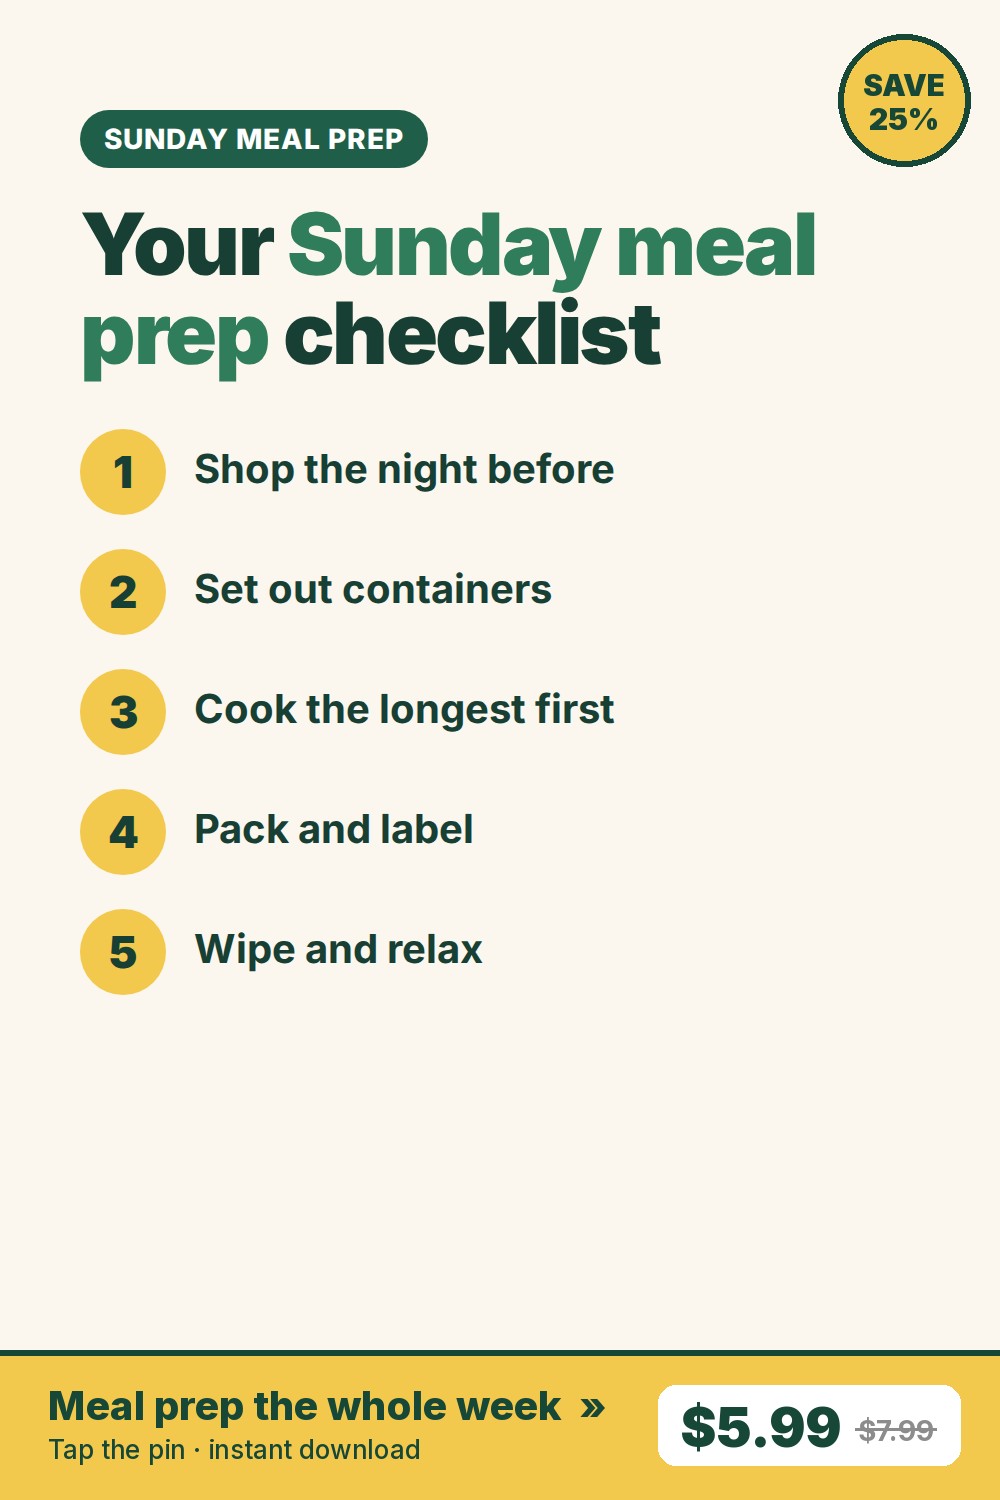 SAVE
25%
SUNDAY MEAL PREP
Your Sunday meal
prep checklist
1 Shop the night before
2 Set out containers
3 Cook the longest first
4 Pack and label
5 Wipe and relax
Meal prep the whole week »
Tap the pin · instant download
$5.99 $7.99